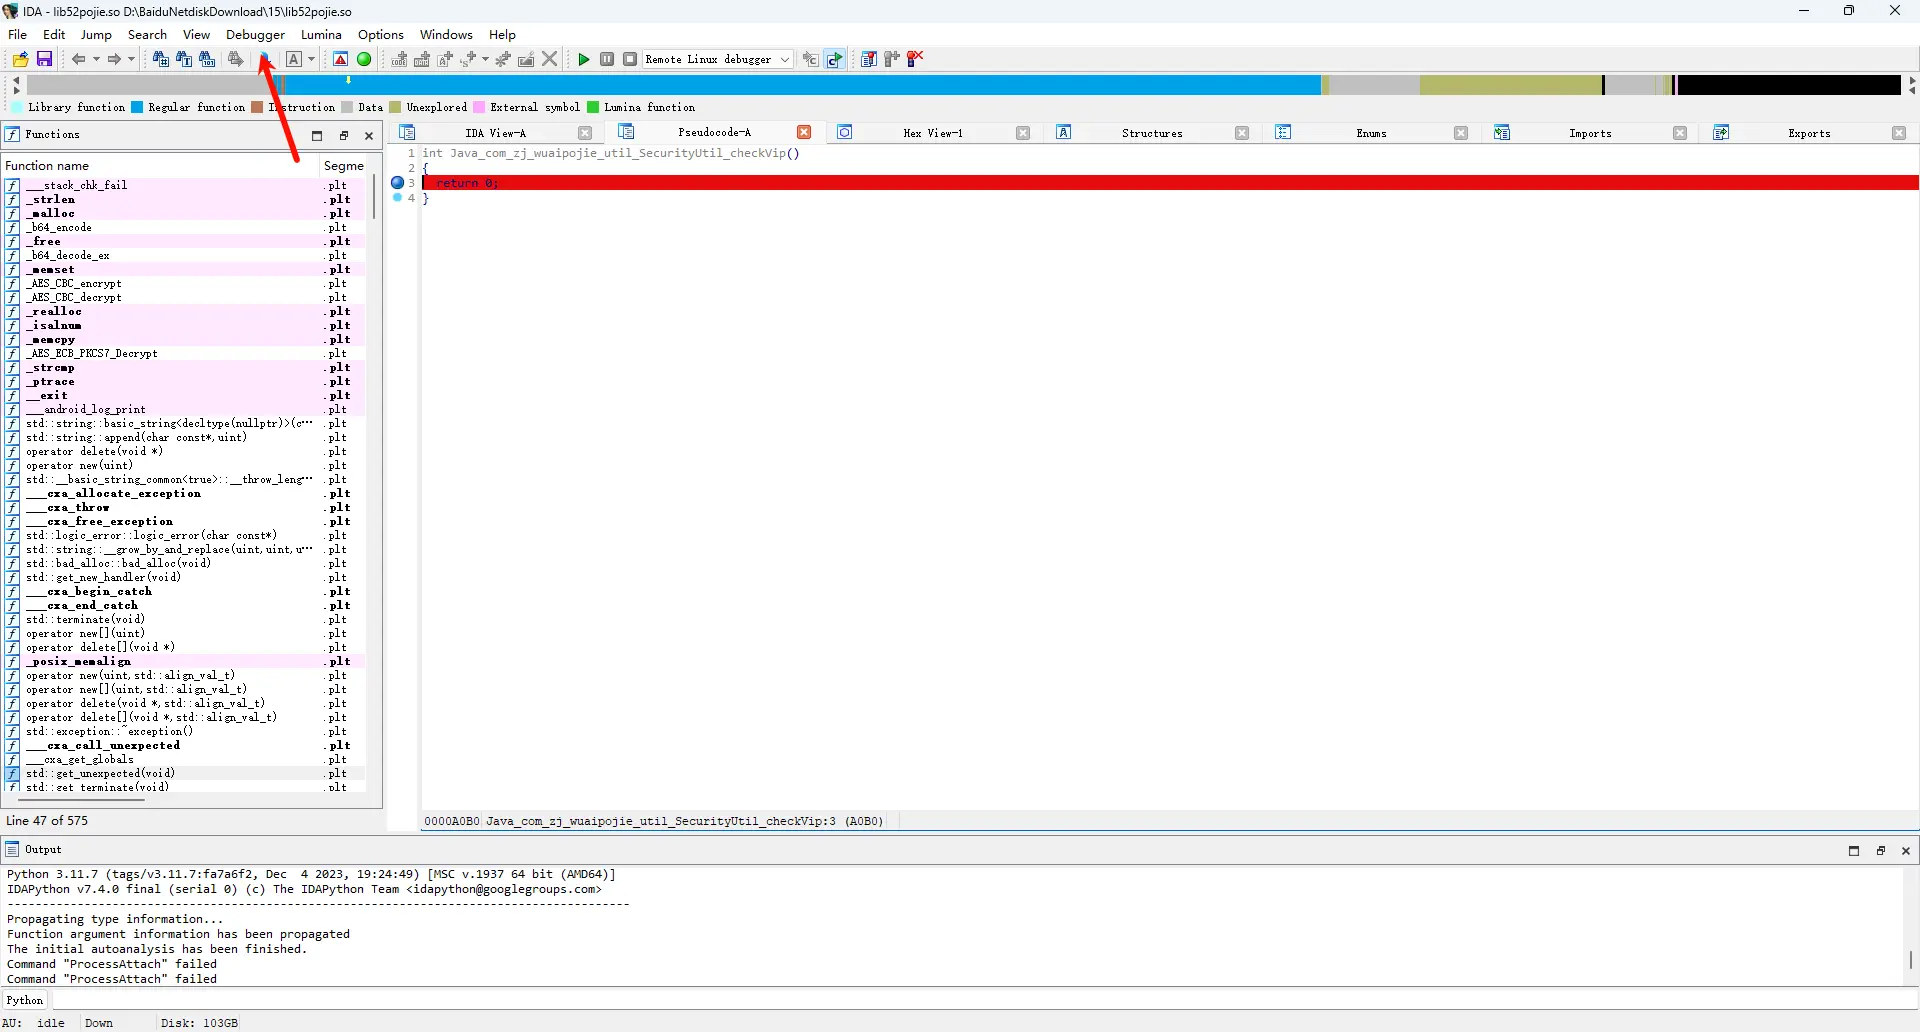 IDA - lib52pojie.so D:\BaiduNetdiskDownload\15\lib52pojie.so
File Edit Jump Search View Debugger Lumina Options Windows Help
Remote Linux debugger
Library function Regular function Instruction Data Unexplored External symbol Lumina function
Functions
Function name Segme
___stack_chk_fail .plt
_strlen .plt
_malloc .plt
_b64_encode .plt
_free .plt
_b64_decode_ex .plt
_memset .plt
_AES_CBC_encrypt .plt
_AES_CBC_decrypt .plt
_realloc .plt
_isalnum .plt
_memcpy .plt
_AES_ECB_PKCS7_Decrypt .plt
_strcmp .plt
_ptrace .plt
__exit .plt
___android_log_print .plt
std::string::basic_string<decltype(nullptr)>(c… .plt
std::string::append(char const*,uint) .plt
operator delete(void *) .plt
operator new(uint) .plt
std::__basic_string_common<true>::__throw_leng… .plt
___cxa_allocate_exception .plt
___cxa_throw .plt
___cxa_free_exception .plt
std::logic_error::logic_error(char const*) .plt
std::string::__grow_by_and_replace(uint,uint,u… .plt
std::bad_alloc::bad_alloc(void) .plt
std::get_new_handler(void) .plt
___cxa_begin_catch .plt
___cxa_end_catch .plt
std::terminate(void) .plt
operator new[](uint) .plt
operator delete[](void *) .plt
_posix_memalign .plt
operator new(uint,std::align_val_t) .plt
operator new[](uint,std::align_val_t) .plt
operator delete(void *,std::align_val_t) .plt
operator delete[](void *,std::align_val_t) .plt
std::exception::~exception() .plt
___cxa_call_unexpected .plt
___cxa_get_globals .plt
std::get_unexpected(void) .plt
std::get_terminate(void) .plt
Line 47 of 575
IDA View-A Pseudocode-A Hex View-1 Structures Enums Imports Exports
1 int Java_com_zj_wuaipojie_util_SecurityUtil_checkVip()
2 {
3 return 0;
4 }
0000A0B0 Java_com_zj_wuaipojie_util_SecurityUtil_checkVip:3 (A0B0)
Output
Python 3.11.7 (tags/v3.11.7:fa7a6f2, Dec  4 2023, 19:24:49) [MSC v.1937 64 bit (AMD64)]
IDAPython v7.4.0 final (serial 0) (c) The IDAPython Team <idapython@googlegroups.com>
Propagating type information...
Function argument information has been propagated
The initial autoanalysis has been finished.
Command "ProcessAttach" failed
Command "ProcessAttach" failed
Python
AU: idle Down Disk: 103GB